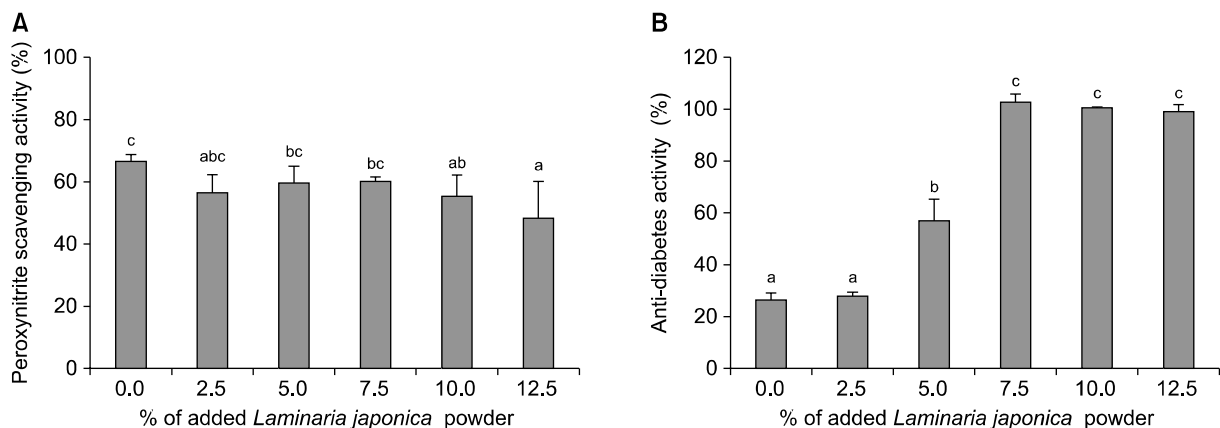 A
Peroxynitrite scavenging activity (%)
100
80
60
40
20
0
c
abc
bc
bc
ab
a
0.0 2.5 5.0 7.5 10.0 12.5
% of added Laminaria japonica powder
B
Anti-diabetes activity (%)
120
100
80
60
40
20
0
a
a
b
c
c
c
0.0 2.5 5.0 7.5 10.0 12.5
% of added Laminaria japonica powder